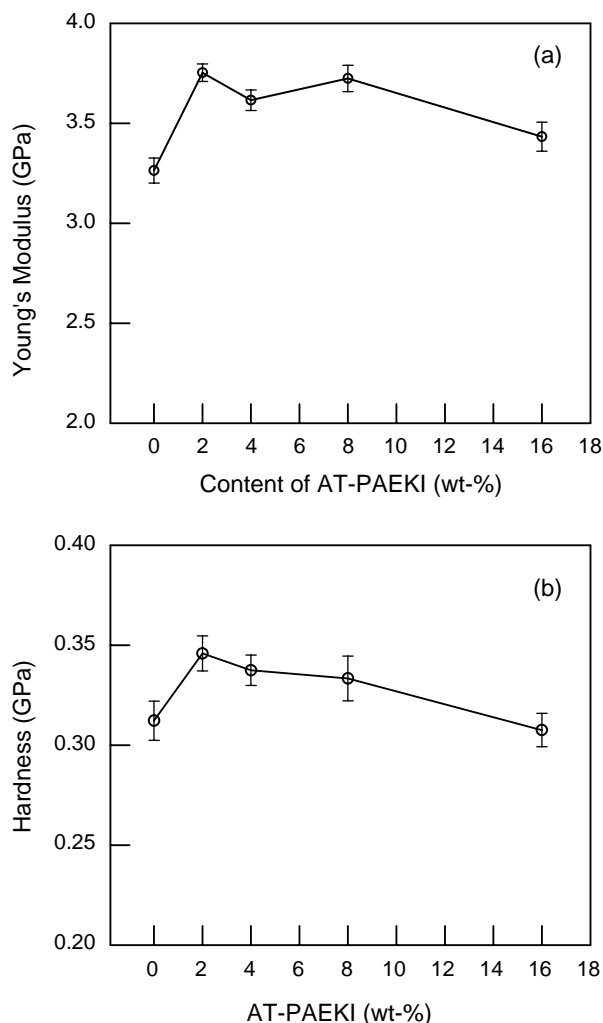 4.0
(a)
3.5
3.0
2.5
2.0
Young's Modulus (GPa)
0 2 4 6 8 10 12 14 16 18
Content of AT-PAEKI (wt-%)
0.40
(b)
0.35
0.30
0.25
0.20
Hardness (GPa)
0 2 4 6 8 10 12 14 16 18
AT-PAEKI (wt-%)